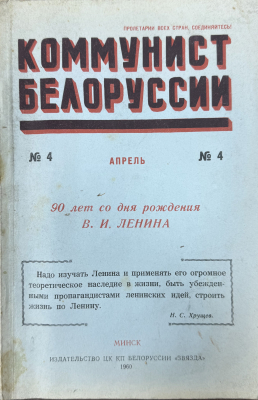 ПРОЛЕТАРИИ ВСЕХ СТРАН, СОЕДИНЯЙТЕСЬ!
КОММУНИСТ
БЕЛОРУССИИ
№ 4 АПРЕЛЬ № 4
90 лет со дня рождения
В. И. ЛЕНИНА
Надо изучать Ленина и применять его огромное
теоретическое наследие в жизни, быть убежден-
ными пропагандистами ленинских идей, строить
жизнь по Ленину.
Н. С. Хрущев.
МИНСК
ИЗДАТЕЛЬСТВО ЦК КП БЕЛОРУССИИ «ЗВЯЗДА»
1960